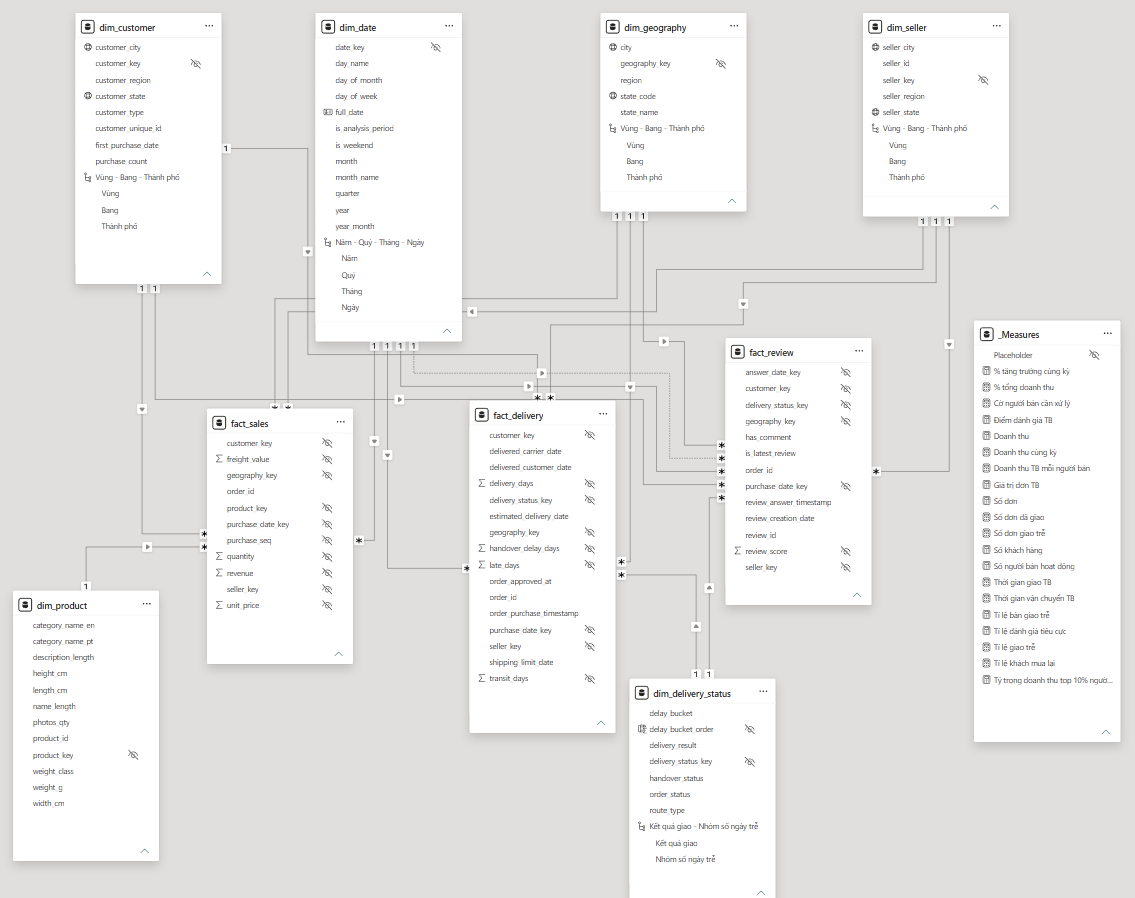 dim_customer
customer_city
customer_key
customer_region
customer_state
customer_type
customer_unique_id
first_purchase_date
purchase_count
Vùng - Bang - Thành phố
Vùng
Bang
Thành phố
dim_date
date_key
day_name
day_of_month
day_of_week
full_date
is_analysis_period
is_weekend
month
month_name
quarter
year
year_month
Năm - Quý - Tháng - Ngày
Năm
Quý
Tháng
Ngày
dim_geography
city
geography_key
region
state_code
state_name
Vùng - Bang - Thành phố
Vùng
Bang
Thành phố
dim_seller
seller_city
seller_id
seller_key
seller_region
seller_state
Vùng - Bang - Thành phố
Vùng
Bang
Thành phố
_Measures
Placeholder
% tăng trưởng cùng kỳ
% tổng doanh thu
Cờ người bán cần xử lý
Điểm đánh giá TB
Doanh thu
Doanh thu cùng kỳ
Doanh thu TB mỗi người bán
Giá trị đơn TB
Số đơn
Số đơn đã giao
Số đơn giao trễ
Số khách hàng
Số người bán hoạt động
Thời gian giao TB
Thời gian vận chuyển TB
Tỉ lệ bàn giao trễ
Tỉ lệ đánh giá tiêu cực
Tỉ lệ giao trễ
Tỉ lệ khách mua lại
Tỷ trọng doanh thu top 10% ngườ...
fact_review
answer_date_key
customer_key
delivery_status_key
geography_key
has_comment
is_latest_review
order_id
purchase_date_key
review_answer_timestamp
review_creation_date
review_id
review_score
seller_key
fact_sales
customer_key
freight_value
geography_key
order_id
product_key
purchase_date_key
purchase_seq
quantity
revenue
seller_key
unit_price
fact_delivery
customer_key
delivered_carrier_date
delivered_customer_date
delivery_days
delivery_status_key
estimated_delivery_date
geography_key
handover_delay_days
late_days
order_approved_at
order_id
order_purchase_timestamp
purchase_date_key
seller_key
shipping_limit_date
transit_days
dim_product
category_name_en
category_name_pt
description_length
height_cm
length_cm
name_length
photos_qty
product_id
product_key
weight_class
weight_g
width_cm
dim_delivery_status
delay_bucket
delay_bucket_order
delivery_result
delivery_status_key
handover_status
order_status
route_type
Kết quả giao - Nhóm số ngày trễ
Kết quả giao
Nhóm số ngày trễ